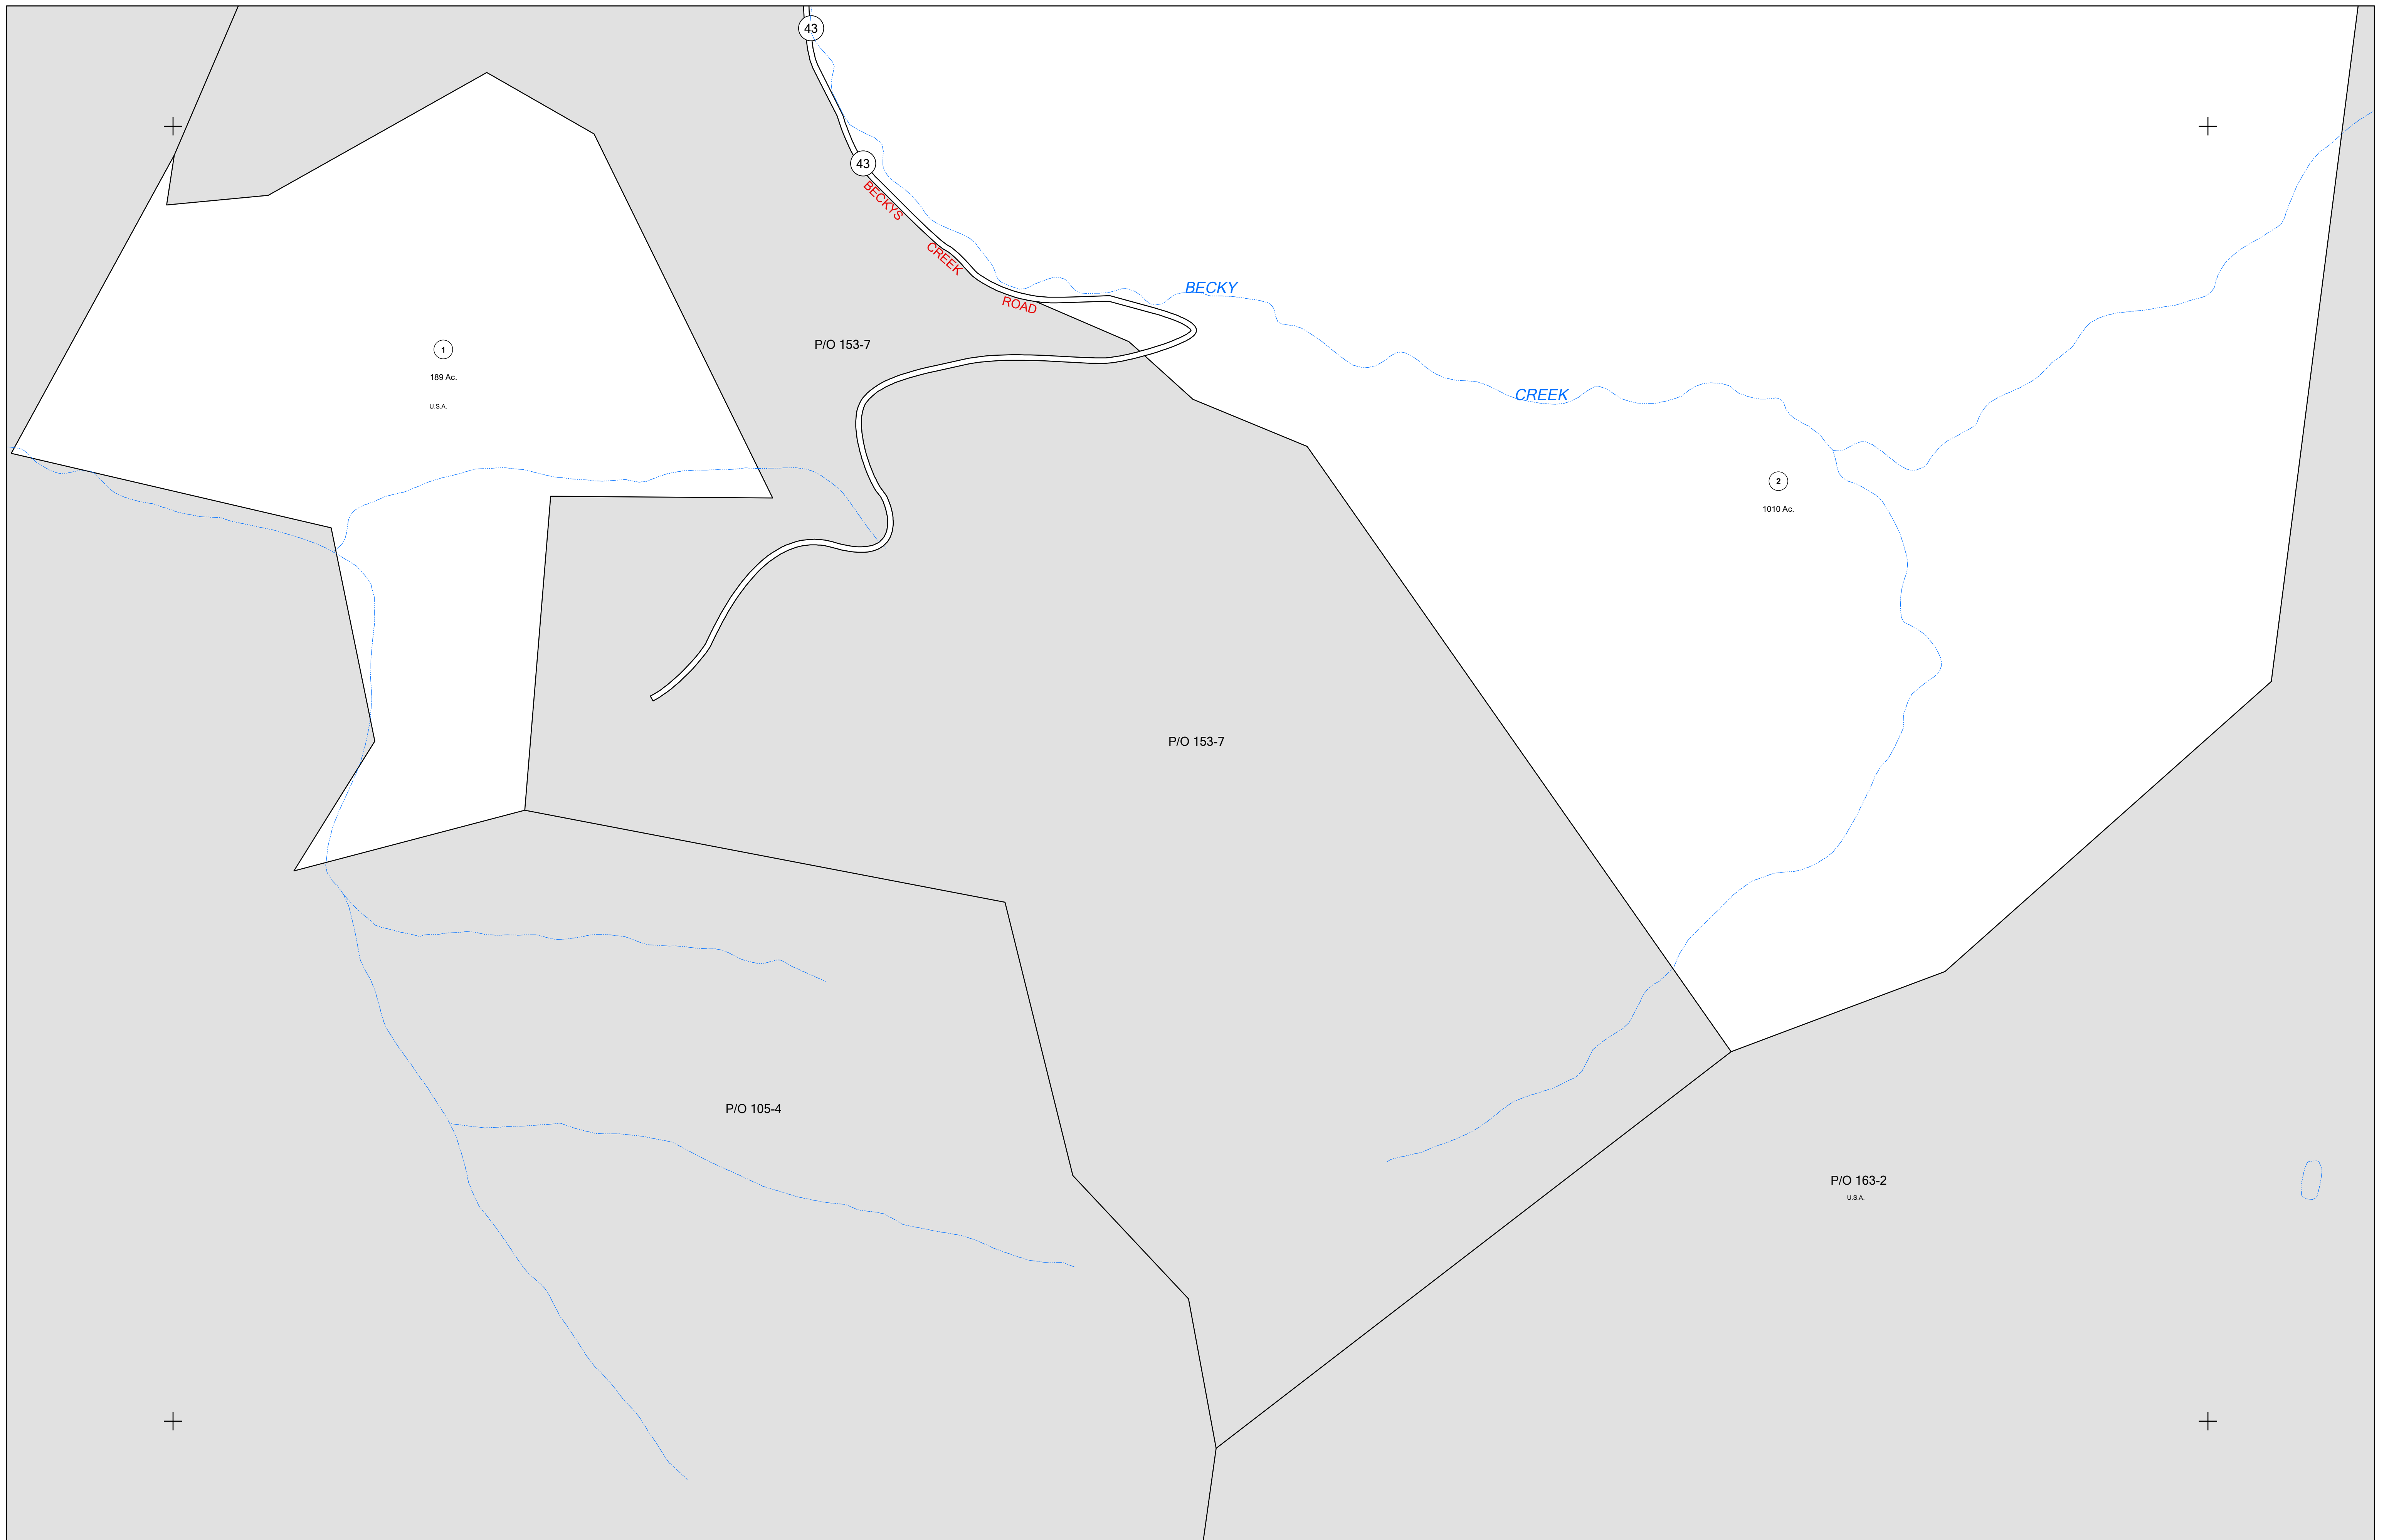 43
43
BECKYS
CREEK
ROAD
BECKY
CREEK
P/O 153-7
1
189 Ac.
U.S.A.
2
1010 Ac.
P/O 153-7
P/O 105-4
P/O 163-2
U.S.A.